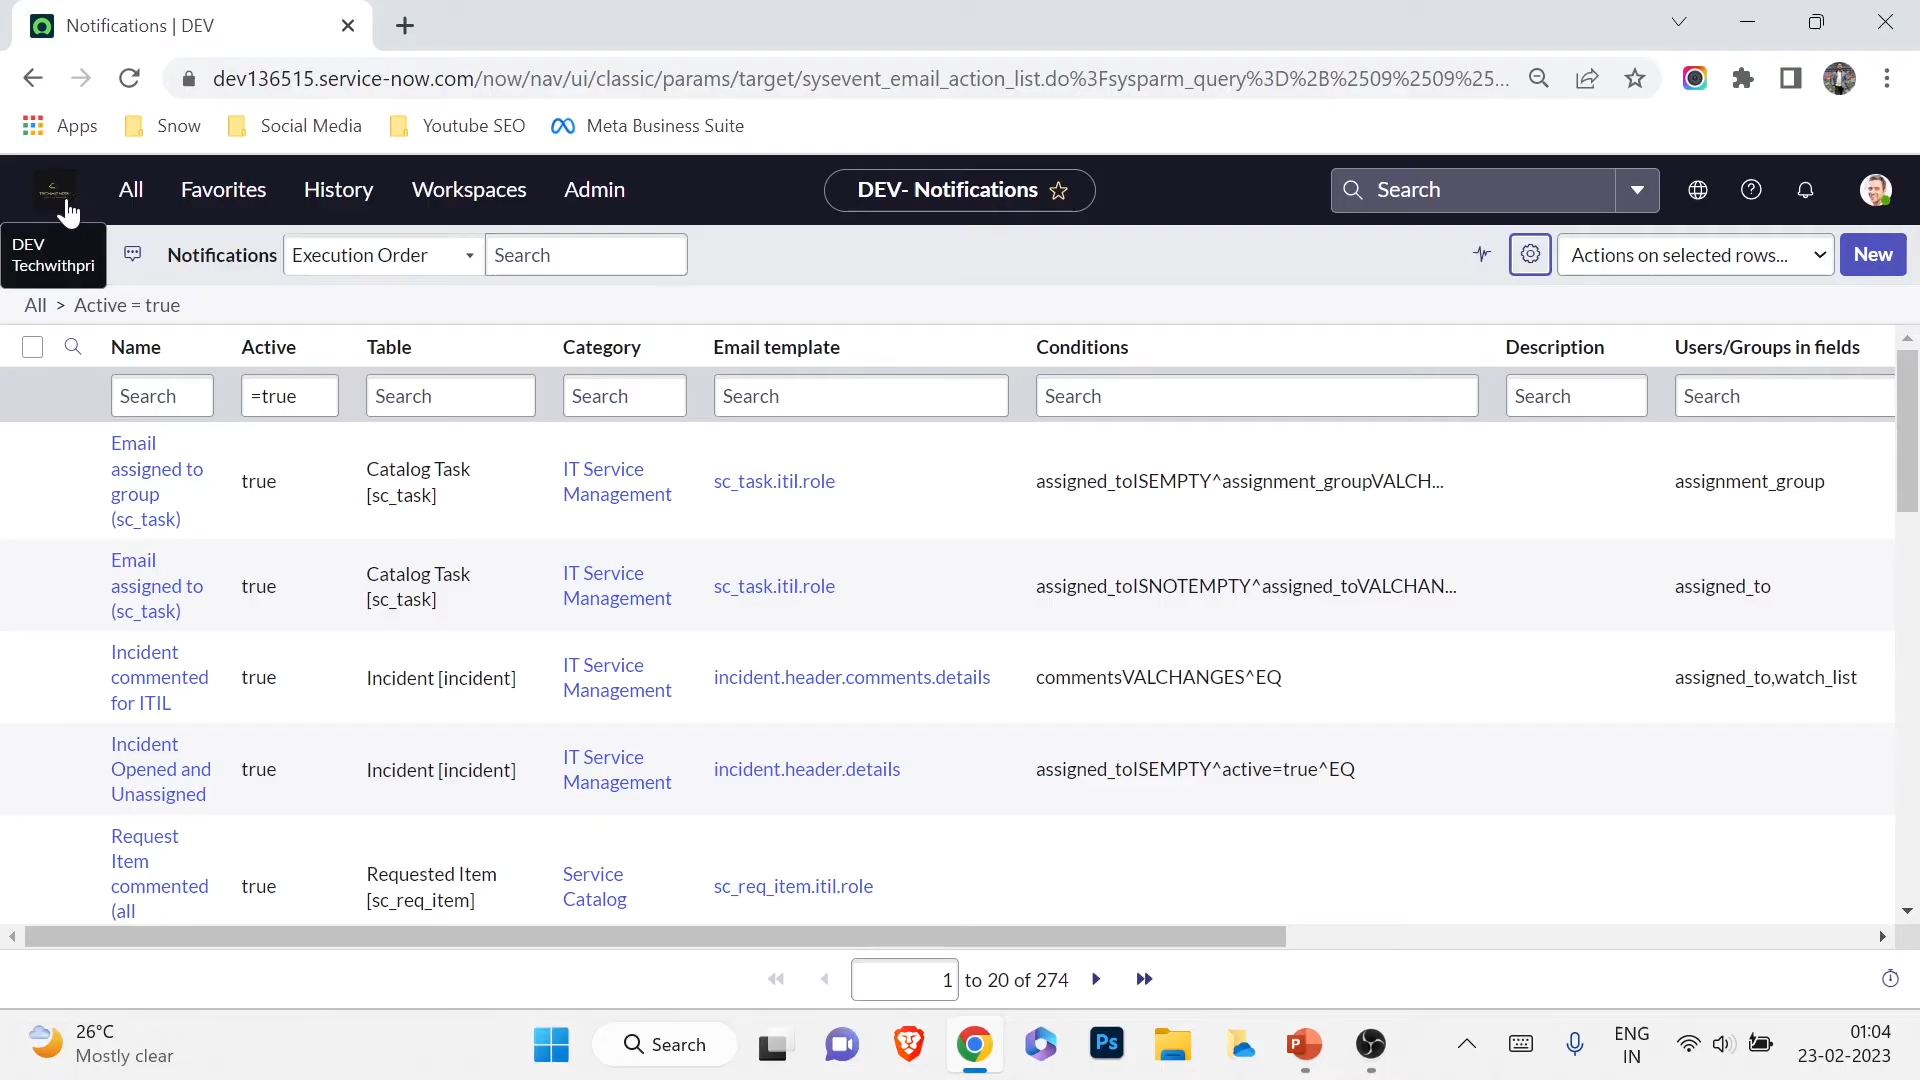 Notifications | DEV
dev136515.service-now.com/now/nav/ui/classic/params/target/sysevent_email_action_list.do%3Fsysparm_query%3D%2B%2509%2509%25...
Apps Snow Social Media Youtube SEO Meta Business Suite
All Favorites History Workspaces Admin DEV- Notifications Search
DEV
Techwithpri
Notifications Execution Order Search Actions on selected rows... New
All > Active = true
Name Active Table Category Email template Conditions Description Users/Groups in fields
Search =true Search Search Search Search Search Search
Email
assigned to
group
(sc_task)
true
Catalog Task
[sc_task]
IT Service
Management
sc_task.itil.role
assigned_toISEMPTY^assignment_groupVALCH...
assignment_group
Email
assigned to
(sc_task)
true
Catalog Task
[sc_task]
IT Service
Management
sc_task.itil.role
assigned_toISNOTEMPTY^assigned_toVALCHAN...
assigned_to
Incident
commented
for ITIL
true
Incident [incident]
IT Service
Management
incident.header.comments.details
commentsVALCHANGES^EQ
assigned_to,watch_list
Incident
Opened and
Unassigned
true
Incident [incident]
IT Service
Management
incident.header.details
assigned_toISEMPTY^active=true^EQ
Request
Item
commented
(all
true
Requested Item
[sc_req_item]
Service
Catalog
sc_req_item.itil.role
1 to 20 of 274
26°C
Mostly clear
Search
Ps
P
ENG
IN
01:04
23-02-2023